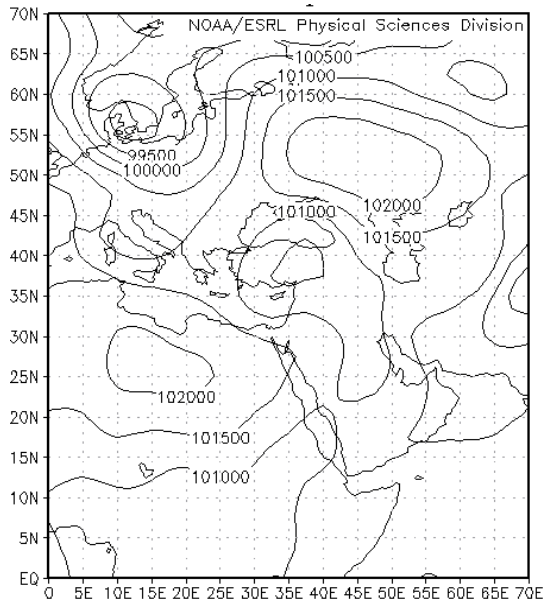 70N
NOAA/ESRL Physical Sciences Division
65N
100500
101000
60N
101500
55N
99500
100000
50N
102000
45N
101000
101500
40N
35N
30N
25N
102000
20N
101500
15N
101000
10N
5N
EQ
0 5E 10E 15E 20E 25E 30E 35E 40E 45E 50E 55E 60E 65E 70E